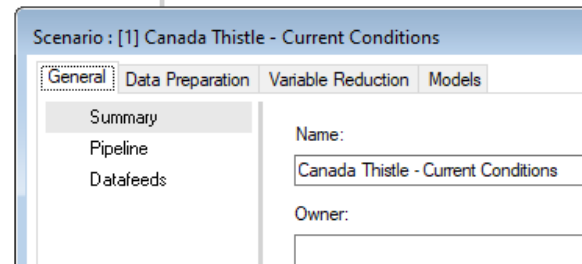 Scenario : [1] Canada Thistle - Current Conditions
General Data Preparation Variable Reduction Models
Summary
Pipeline
Datafeeds
Name:
Canada Thistle - Current Conditions
Owner: